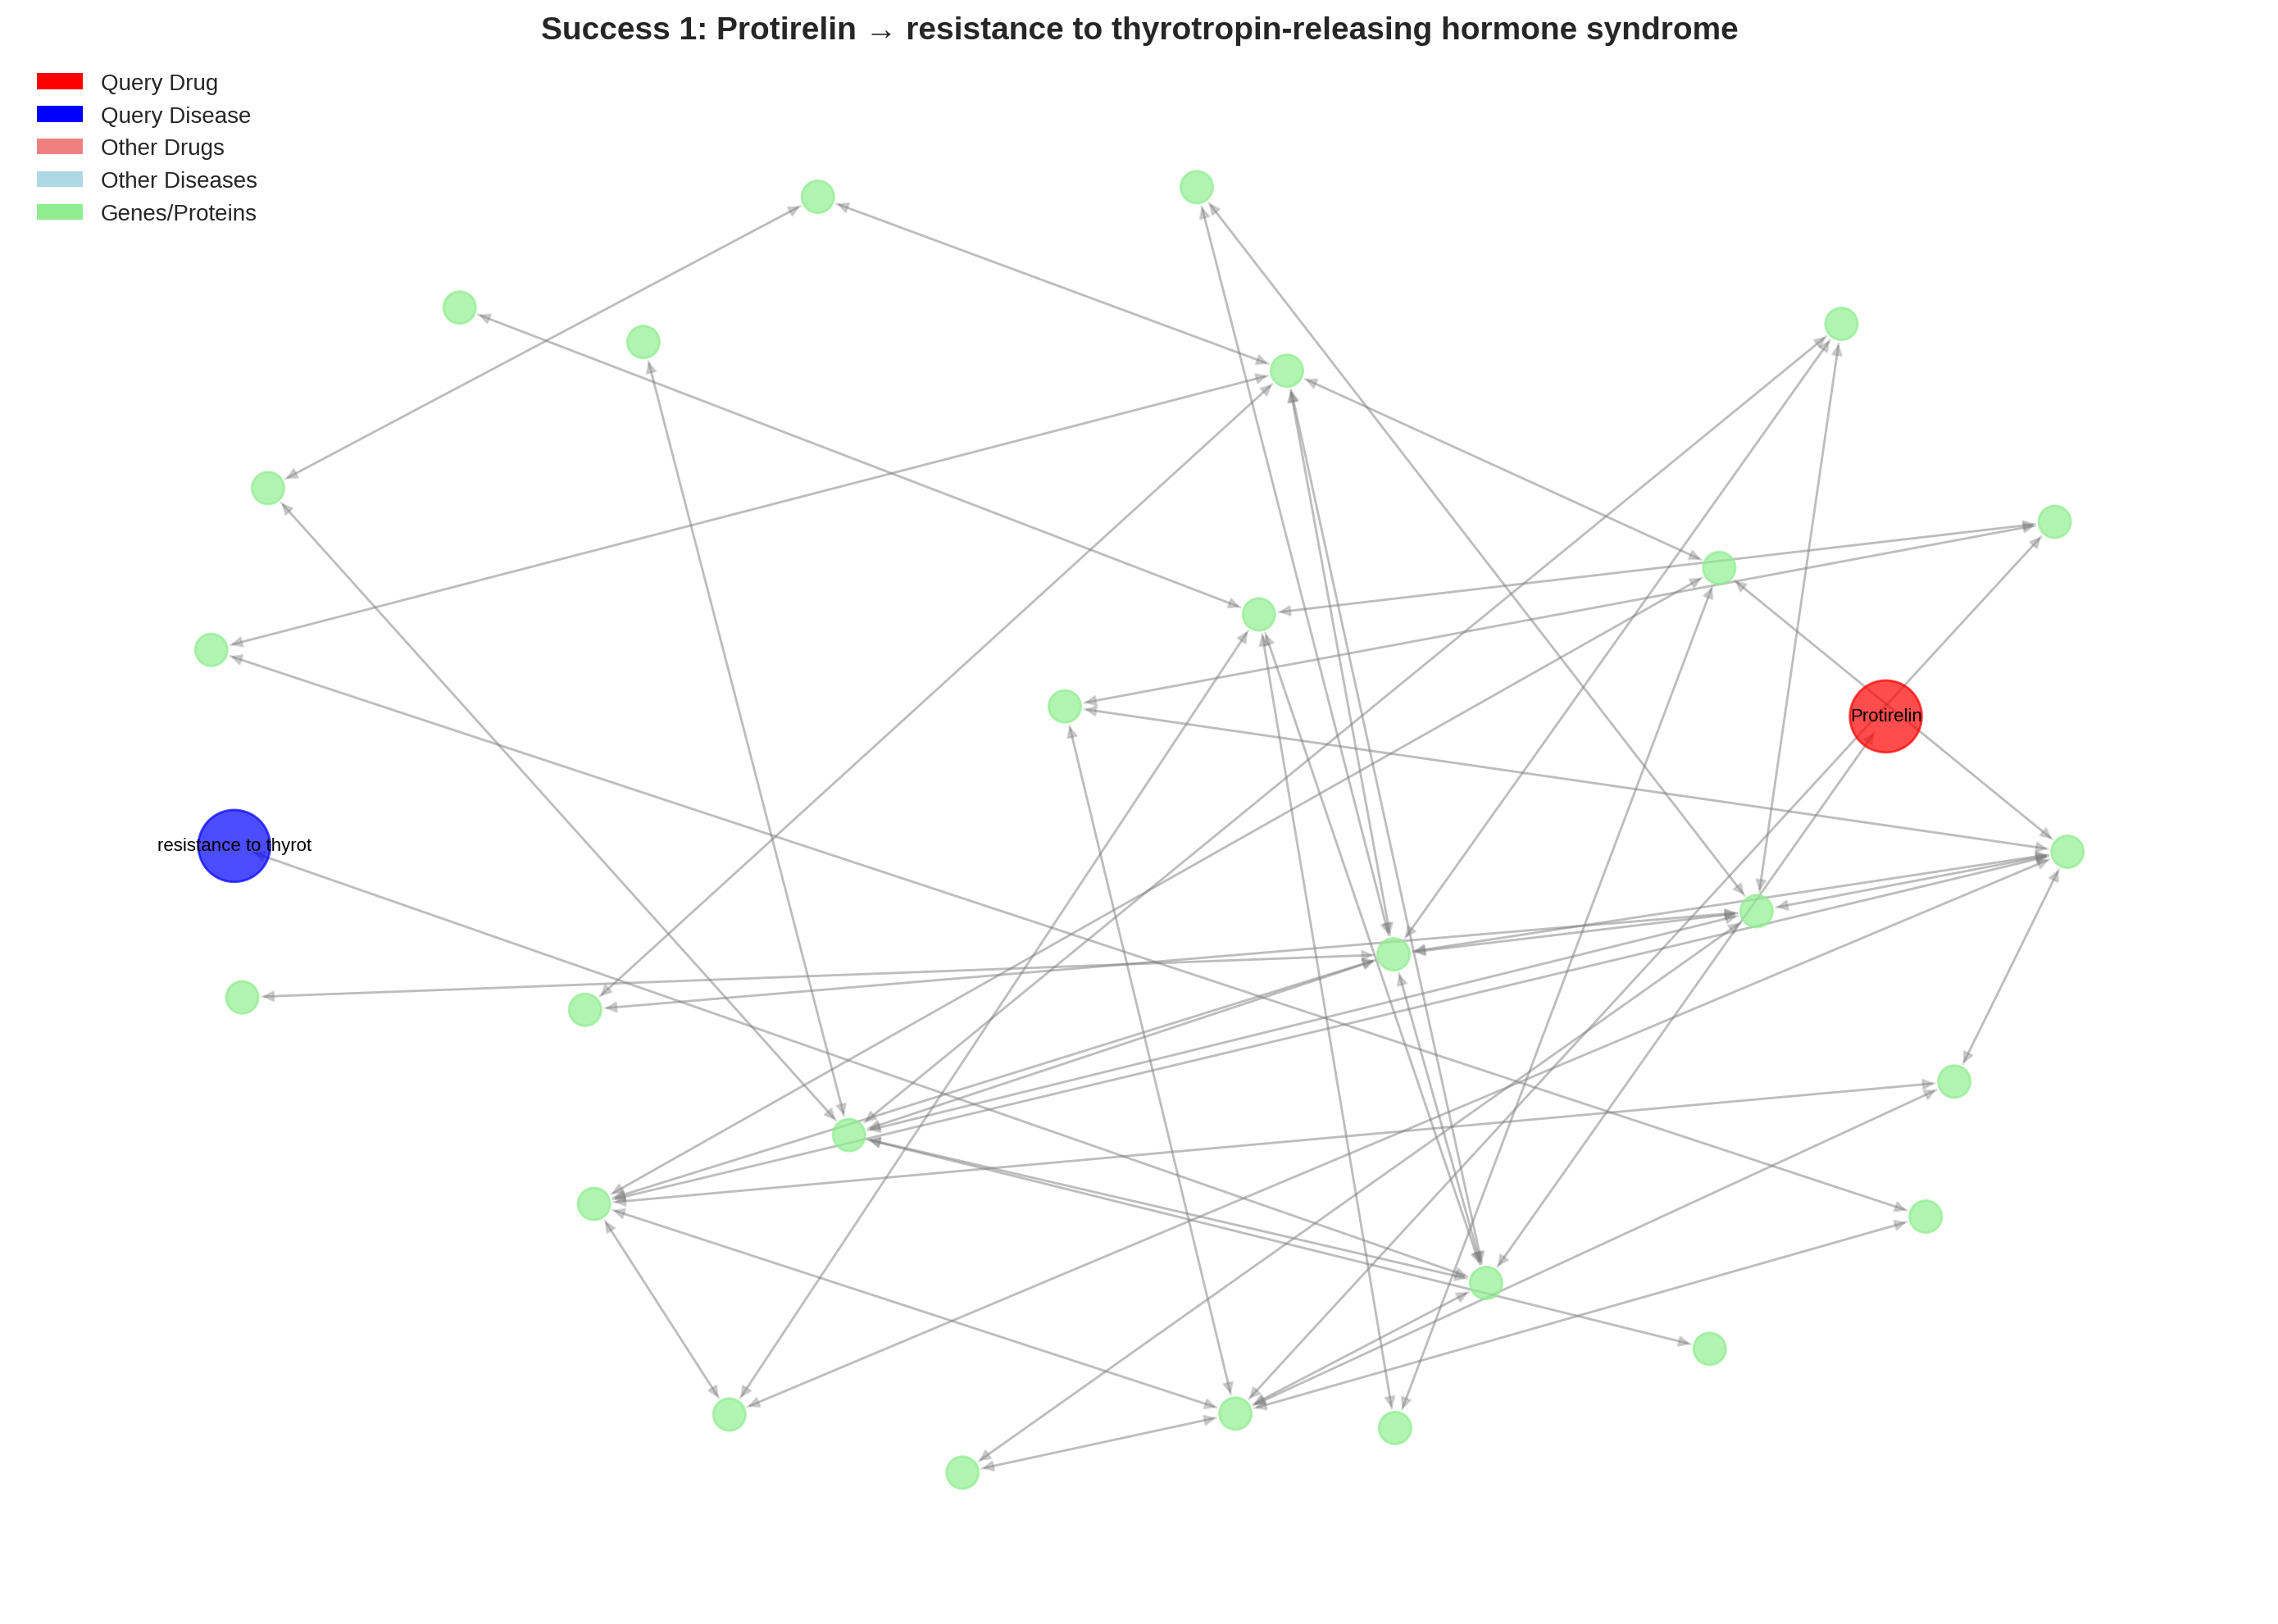 Success 1: Protirelin → resistance to thyrotropin-releasing hormone syndrome
Query Drug
Query Disease
Other Drugs
Other Diseases
Genes/Proteins
Protirelin
resistance to thyrot